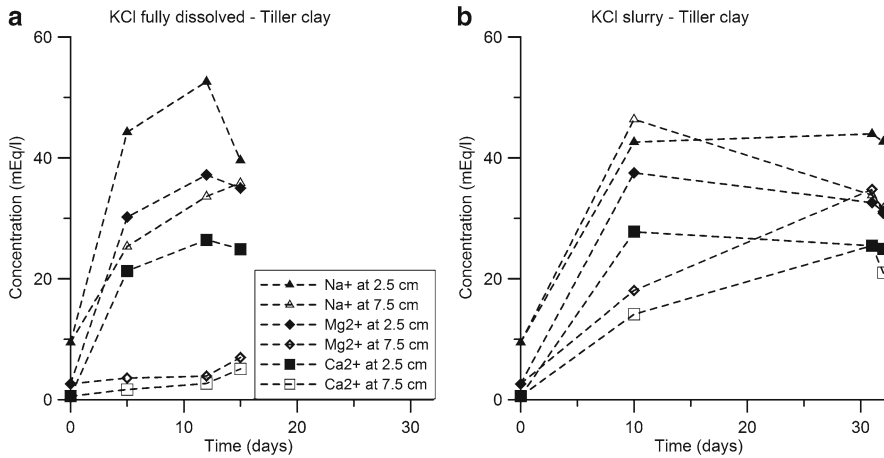 a KCl fully dissolved - Tiller clay
60
40
20
0
Concentration (mEq/l)
0 10 20 30
Time (days)
Na+ at 2.5 cm
Na+ at 7.5 cm
Mg2+ at 2.5 cm
Mg2+ at 7.5 cm
Ca2+ at 2.5 cm
Ca2+ at 7.5 cm
b KCl slurry - Tiller clay
60
40
20
0
Concentration (mEq/l)
0 10 20 30
Time (days)